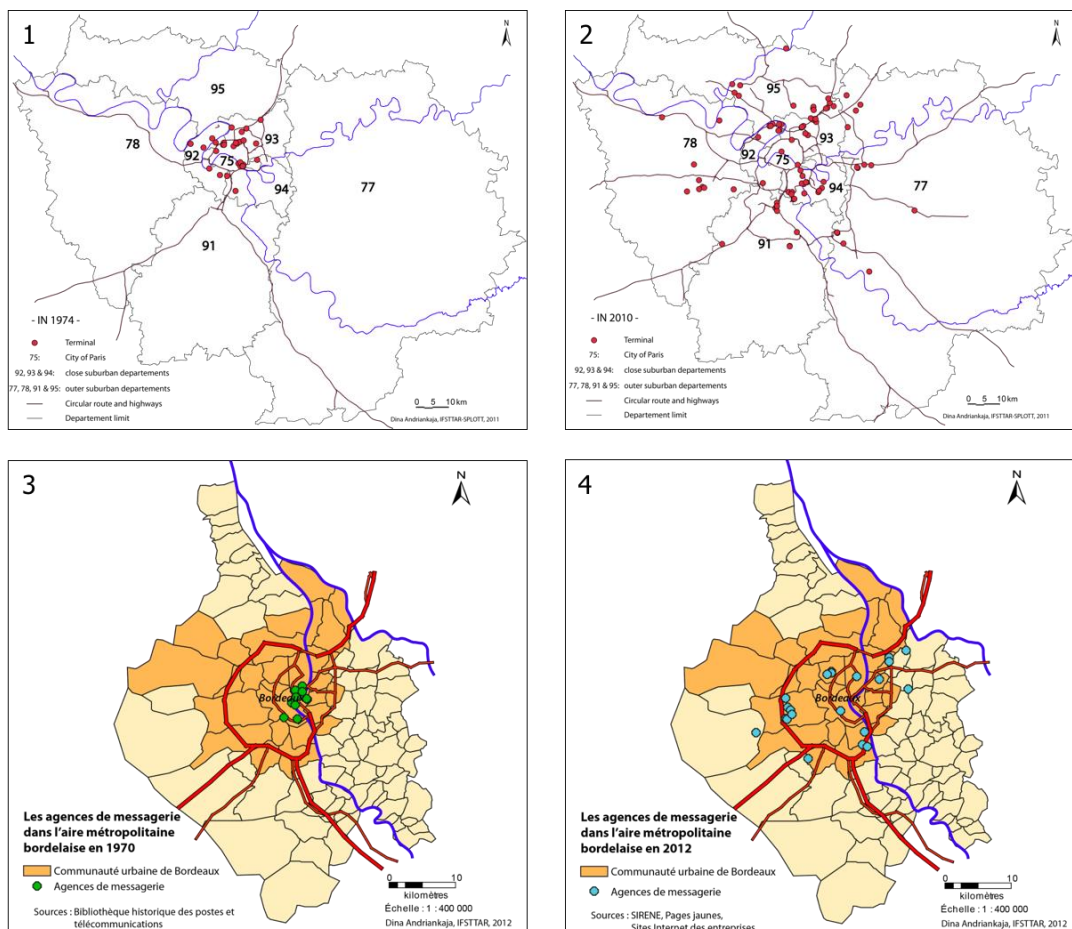 1
N
95
78
92
93
75
94
77
91
- IN 1974 -
Terminal
75: City of Paris
92, 93 & 94: close suburban departements
77, 78, 91 & 95: outer suburban departements
Circular route and highways
Departement limit
0 5 10 km
Dina Andriankaja, IFSTTAR-SPLOTT, 2011
2
N
95
78
92
93
75
94
77
91
- IN 2010 -
Terminal
75: City of Paris
92, 93 & 94: close suburban departements
77, 78, 91 & 95: outer suburban departements
Circular route and highways
Departement limit
0 5 10 km
Dina Andriankaja, IFSTTAR-SPLOTT, 2011
3
N
Bordeaux
Les agences de messagerie
dans l'aire métropolitaine
bordelaise en 1970
Communauté urbaine de Bordeaux
Agences de messagerie
Sources : Bibliothèque historique des postes et
télécommunications
0 10
kilomètres
Échelle : 1 : 400 000
Dina Andriankaja, IFSTTAR, 2012
4
N
Bordeaux
Les agences de messagerie
dans l'aire métropolitaine
bordelaise en 2012
Communauté urbaine de Bordeaux
Agences de messagerie
Sources : SIRENE, Pages jaunes,
Sites Internet des entreprises
0 10
kilomètres
Échelle : 1 : 400 000
Dina Andriankaja, IFSTTAR, 2012